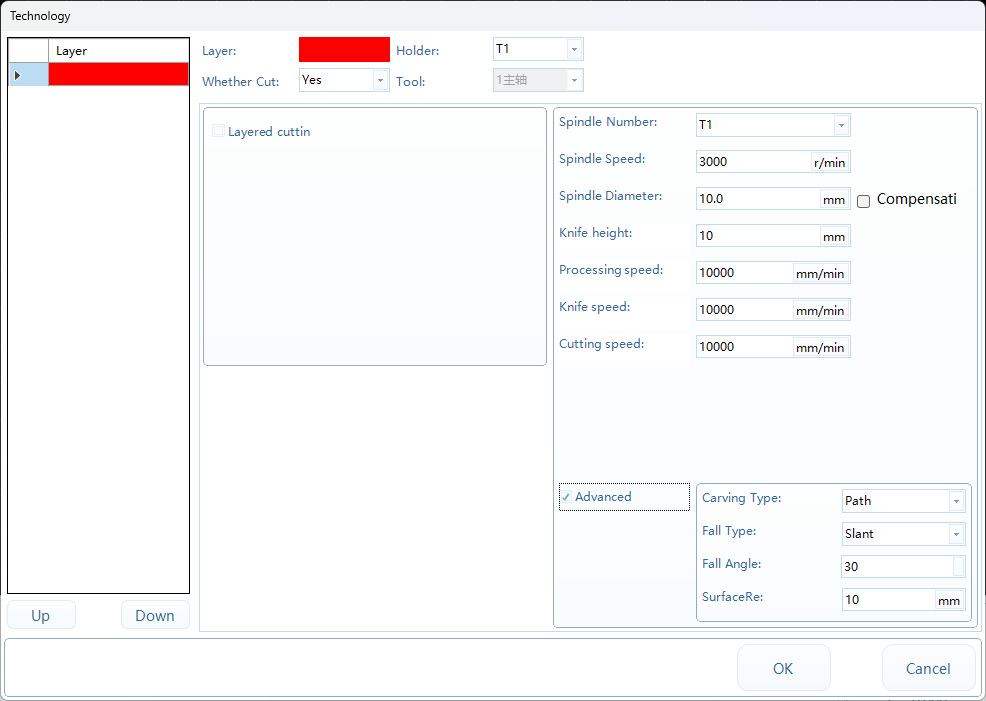 Technology
Layer
Layer:
Holder:
T1
Whether Cut:
Yes
Tool:
1主轴
Layered cuttin
Spindle Number:
T1
Spindle Speed:
3000
r/min
Spindle Diameter:
10.0
mm
Compensati
Knife height:
10
mm
Processing speed:
10000
mm/min
Knife speed:
10000
mm/min
Cutting speed:
10000
mm/min
Advanced
Carving Type:
Path
Fall Type:
Slant
Fall Angle:
30
SurfaceRe:
10
mm
Up
Down
OK
Cancel